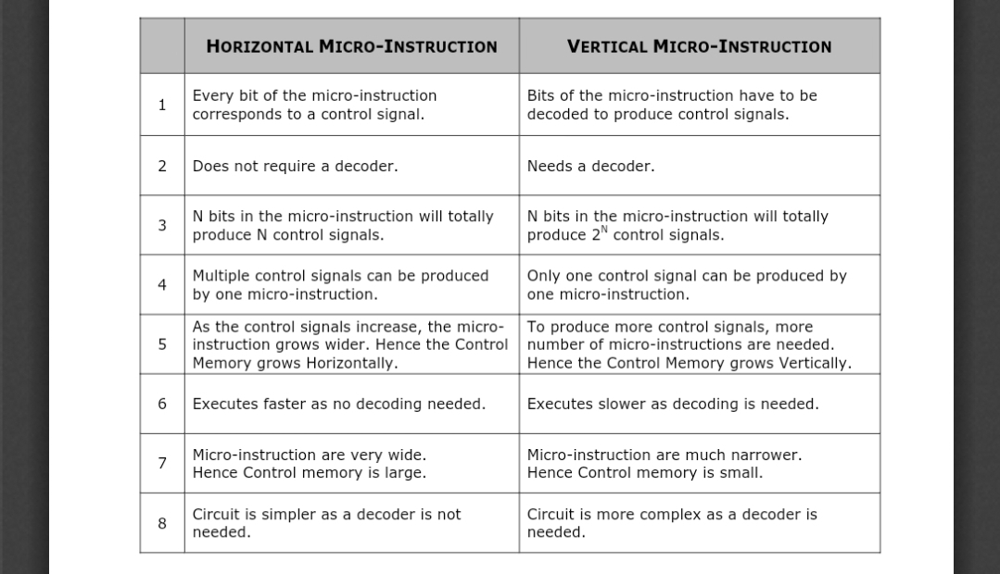 HORIZONTAL MICRO-INSTRUCTION
VERTICAL MICRO-INSTRUCTION
1
Every bit of the micro-instruction
corresponds to a control signal.
Bits of the micro-instruction have to be
decoded to produce control signals.
2
Does not require a decoder.
Needs a decoder.
3
N bits in the micro-instruction will totally
produce N control signals.
N bits in the micro-instruction will totally
produce 2^N control signals.
4
Multiple control signals can be produced
by one micro-instruction.
Only one control signal can be produced by
one micro-instruction.
5
As the control signals increase, the micro-
instruction grows wider. Hence the Control
Memory grows Horizontally.
To produce more control signals, more
number of micro-instructions are needed.
Hence the Control Memory grows Vertically.
6
Executes faster as no decoding needed.
Executes slower as decoding is needed.
7
Micro-instruction are very wide.
Hence Control memory is large.
Micro-instruction are much narrower.
Hence Control memory is small.
8
Circuit is simpler as a decoder is not
needed.
Circuit is more complex as a decoder is
needed.